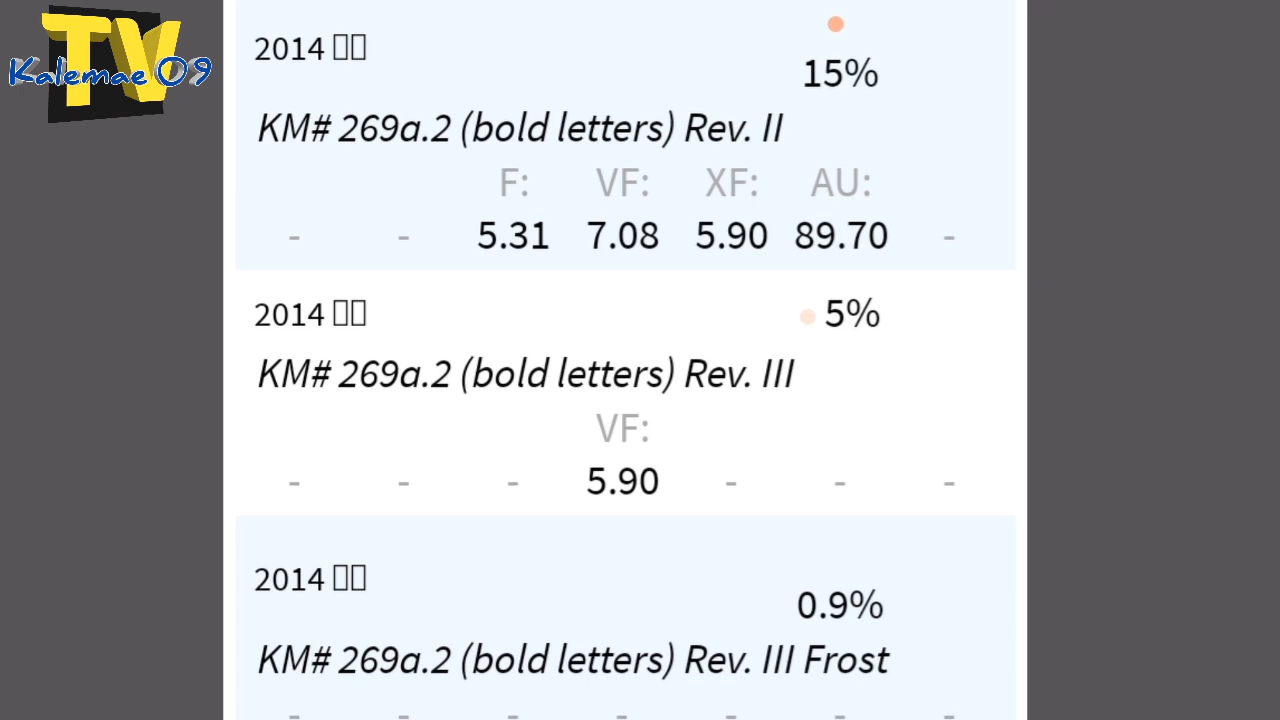 TV
Kalemae 09
2014
15%
KM# 269a.2 (bold letters) Rev. II
F: VF: XF: AU:
- - 5.31 7.08 5.90 89.70 -
2014
5%
KM# 269a.2 (bold letters) Rev. III
VF:
- - - 5.90 - - -
2014
0.9%
KM# 269a.2 (bold letters) Rev. III Frost
- - - - - - -